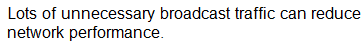 Lots of unnecessary broadcast traffic can reduce
network performance.